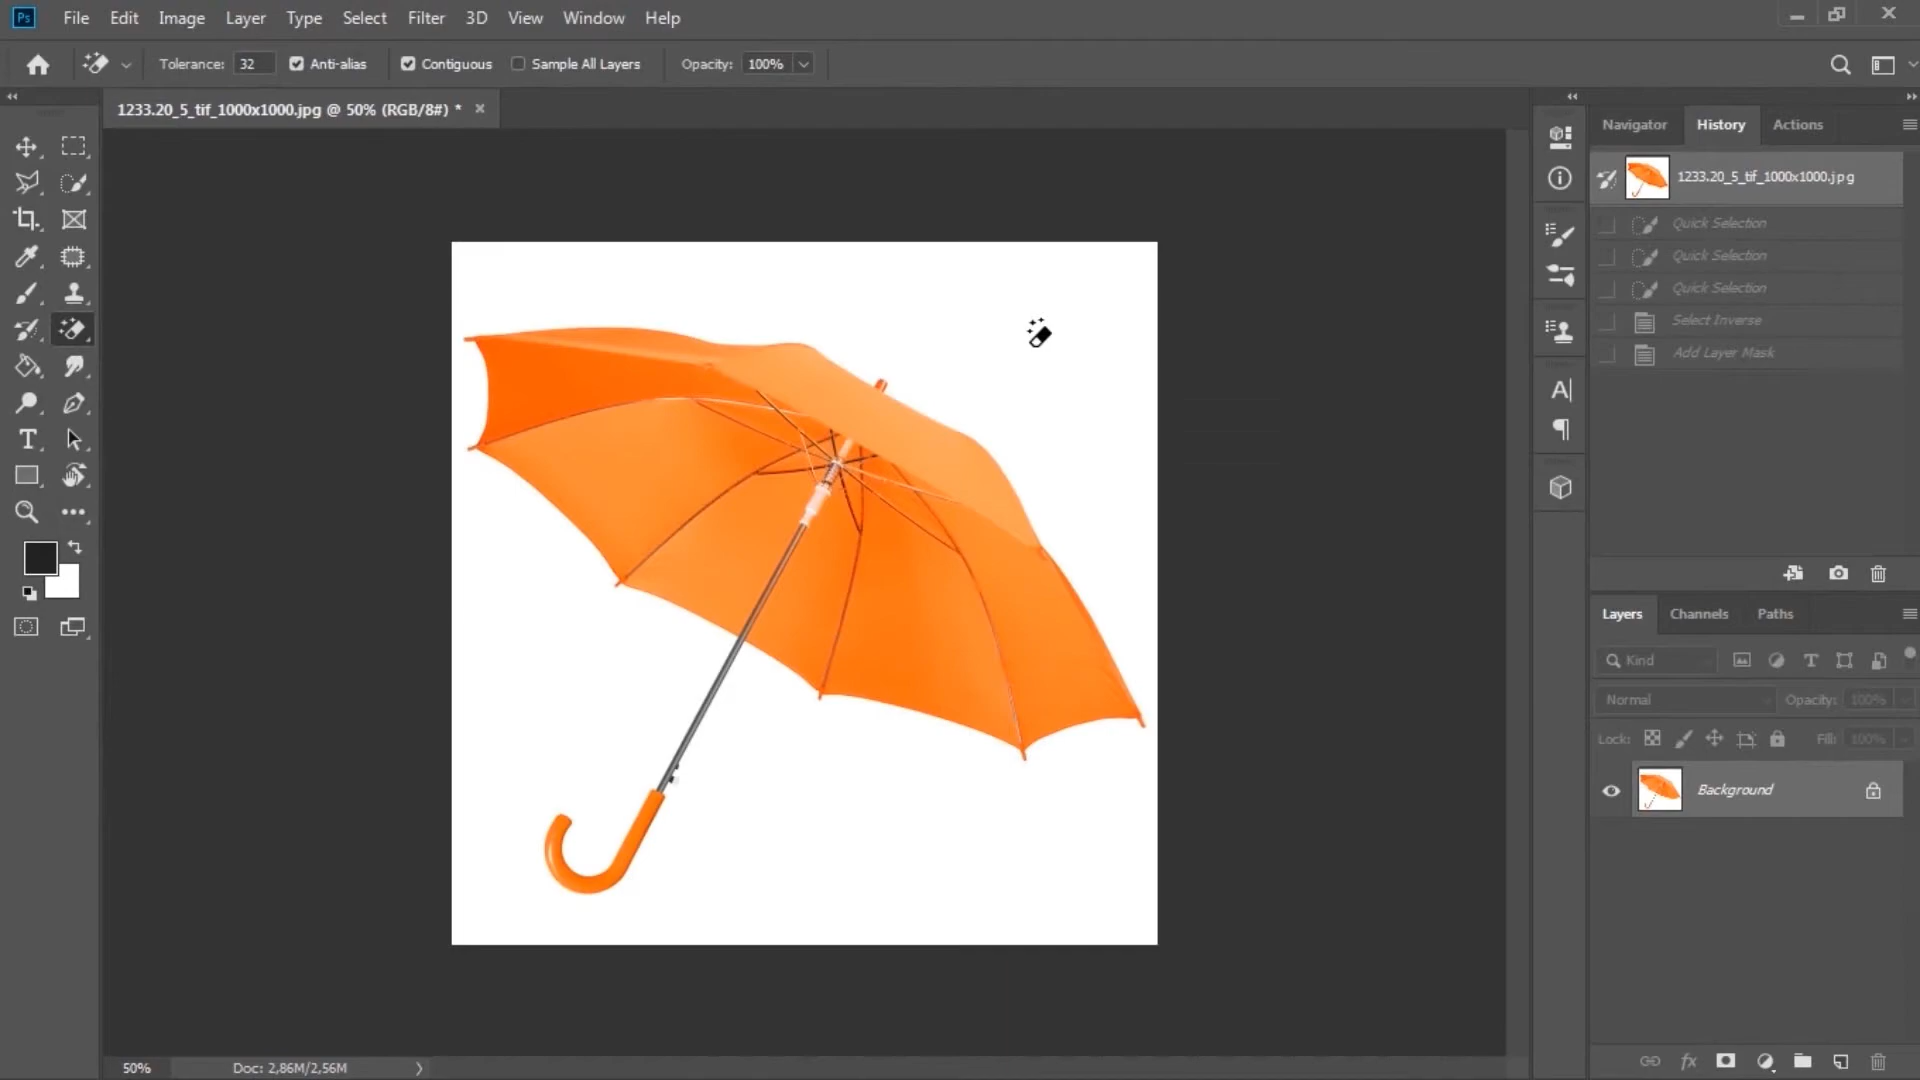 Ps File Edit Image Layer Type Select Filter 3D View Window Help
Tolerance: 32 Anti-alias Contiguous Sample All Layers Opacity: 100%
1233.20_5_tif_1000x1000.jpg @ 50% (RGB/8#) *
Navigator History Actions
1233.20_5_tif_1000x1000.jpg
Quick Selection
Quick Selection
Quick Selection
Select Inverse
Add Layer Mask
Layers Channels Paths
Kind
Normal Opacity: 100%
Lock: Fill: 100%
Background
50% Doc: 2,86M/2,56M
fx